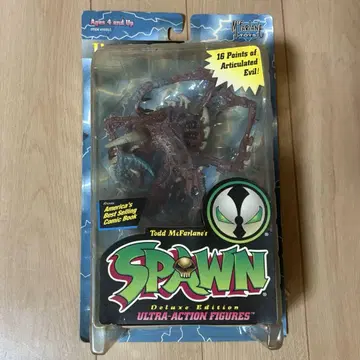 Ages 4 and Up
16 Points of
Articulated
Evil!
From
America's
Best Selling
Comic Book
Todd McFarlane's
SPAWN
Deluxe Edition
ULTRA-ACTION FIGURES